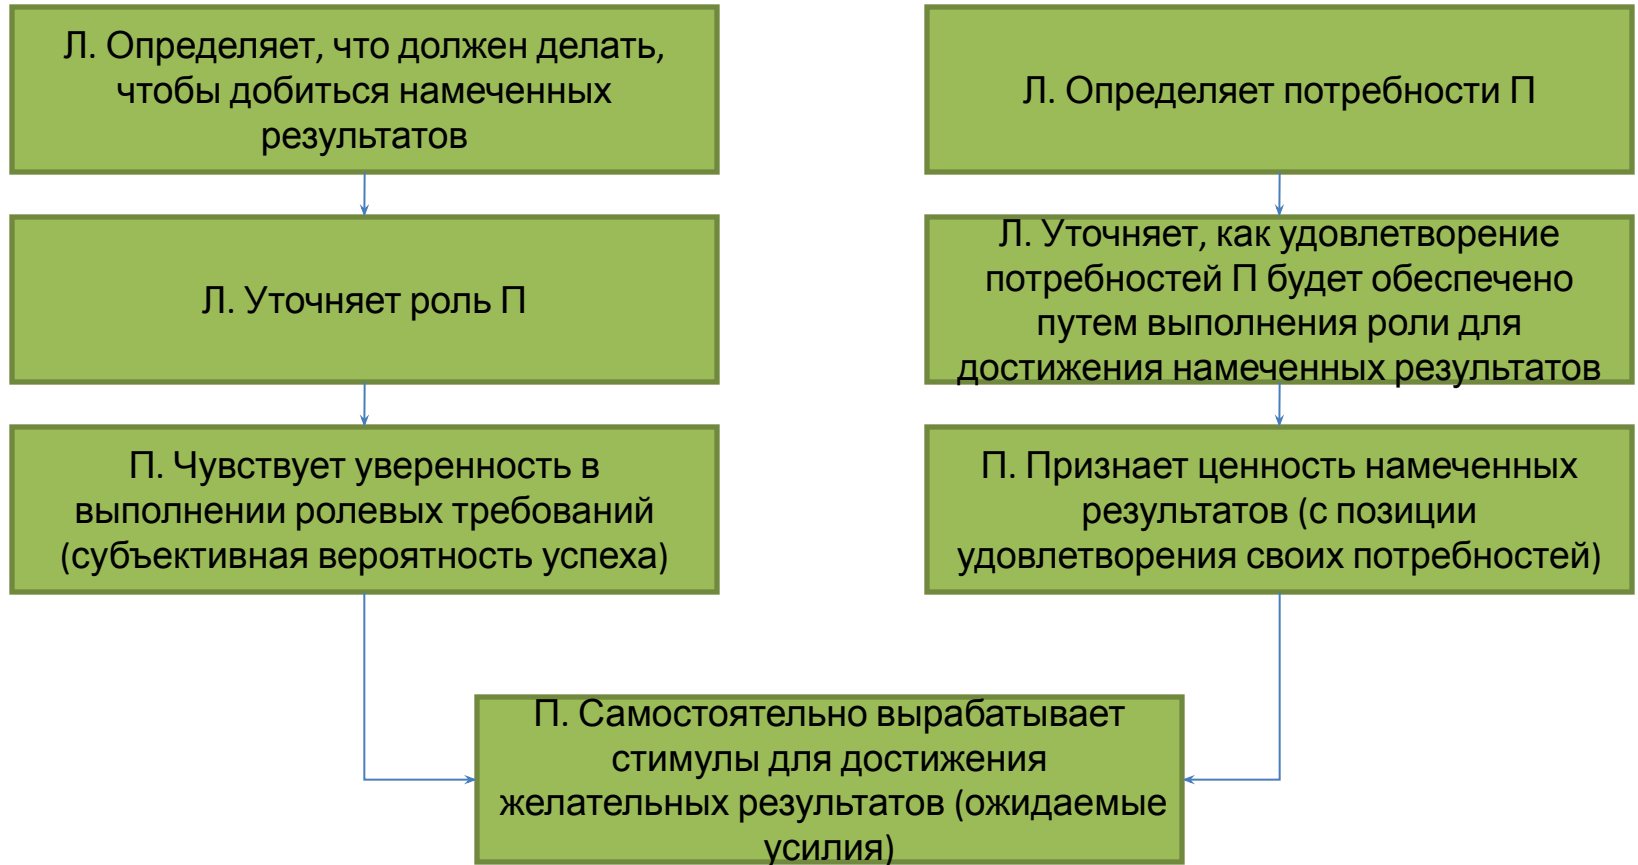 Л. Определяет, что должен делать,
чтобы добиться намеченных
результатов
Л. Уточняет роль П
П. Чувствует уверенность в
выполнении ролевых требований
(субъективная вероятность успеха)
Л. Определяет потребности П
Л. Уточняет, как удовлетворение
потребностей П будет обеспечено
путем выполнения роли для
достижения намеченных результатов
П. Признает ценность намеченных
результатов (с позиции
удовлетворения своих потребностей)
П. Самостоятельно вырабатывает
стимулы для достижения
желательных результатов (ожидаемые
усилия)